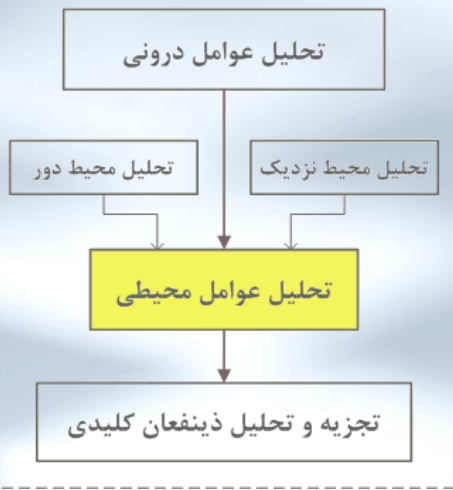 تحلیل عوامل درونی
تحلیل محیط نزدیک
تحلیل محیط دور
تحلیل عوامل محیطی
تجزیه و تحلیل ذینفعان کلیدی